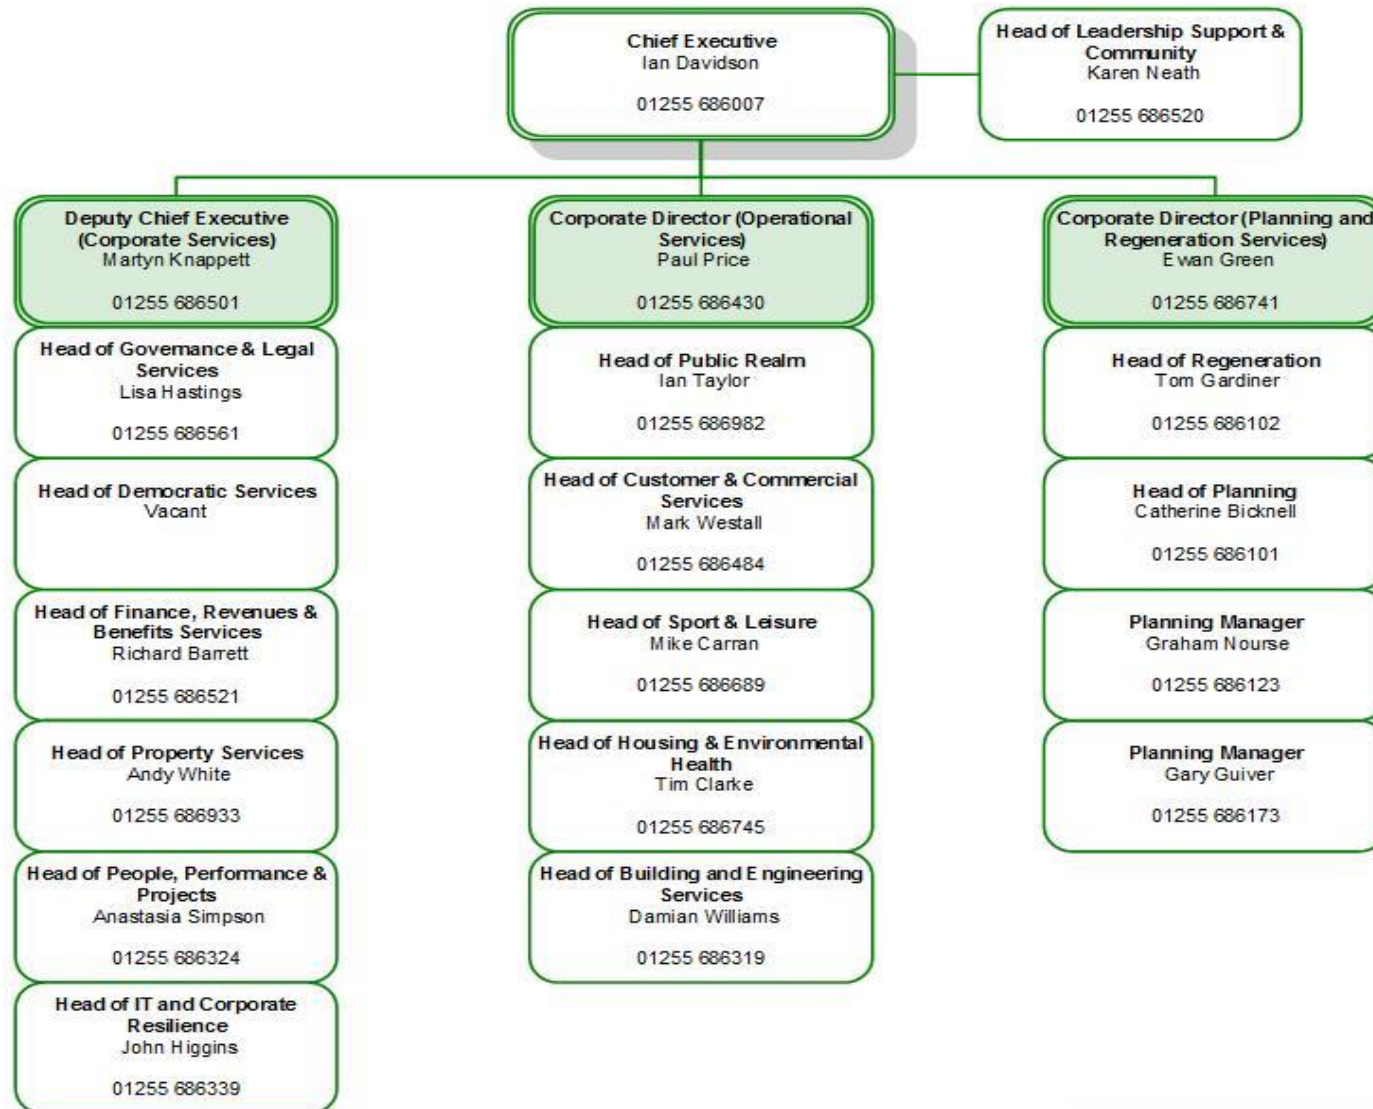 Chief Executive
Ian Davidson
01255 686007
Head of Leadership Support &
Community
Karen Neath
01255 686520
Deputy Chief Executive
(Corporate Services)
Martyn Knappett
01255 686501
Head of Governance & Legal
Services
Lisa Hastings
01255 686561
Head of Democratic Services
Vacant
Head of Finance, Revenues &
Benefits Services
Richard Barrett
01255 686521
Head of Property Services
Andy White
01255 686933
Head of People, Performance &
Projects
Anastasia Simpson
01255 686324
Head of IT and Corporate
Resilience
John Higgins
01255 686339
Corporate Director (Operational
Services)
Paul Price
01255 686430
Head of Public Realm
Ian Taylor
01255 686982
Head of Customer & Commercial
Services
Mark Westall
01255 686484
Head of Sport & Leisure
Mike Carran
01255 686689
Head of Housing & Environmental
Health
Tim Clarke
01255 686745
Head of Building and Engineering
Services
Damian Williams
01255 686319
Corporate Director (Planning and
Regeneration Services)
Ewan Green
01255 686741
Head of Regeneration
Tom Gardiner
01255 686102
Head of Planning
Catherine Bicknell
01255 686101
Planning Manager
Graham Nourse
01255 686123
Planning Manager
Gary Guiver
01255 686173